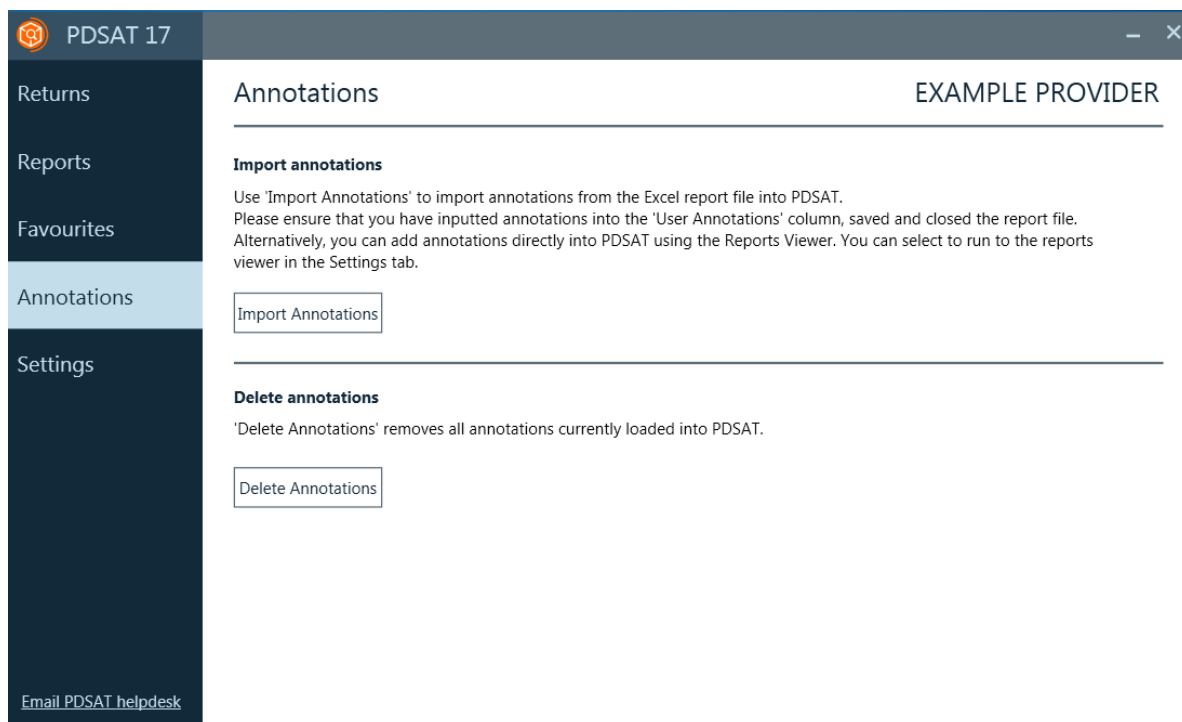 PDSAT 17
Returns
Reports
Favourites
Annotations
Settings
Email PDSAT helpdesk
Annotations
EXAMPLE PROVIDER
Import annotations
Use 'Import Annotations' to import annotations from the Excel report file into PDSAT.
Please ensure that you have inputted annotations into the 'User Annotations' column, saved and closed the report file.
Alternatively, you can add annotations directly into PDSAT using the Reports Viewer. You can select to run to the reports
viewer in the Settings tab.
Import Annotations
Delete annotations
'Delete Annotations' removes all annotations currently loaded into PDSAT.
Delete Annotations